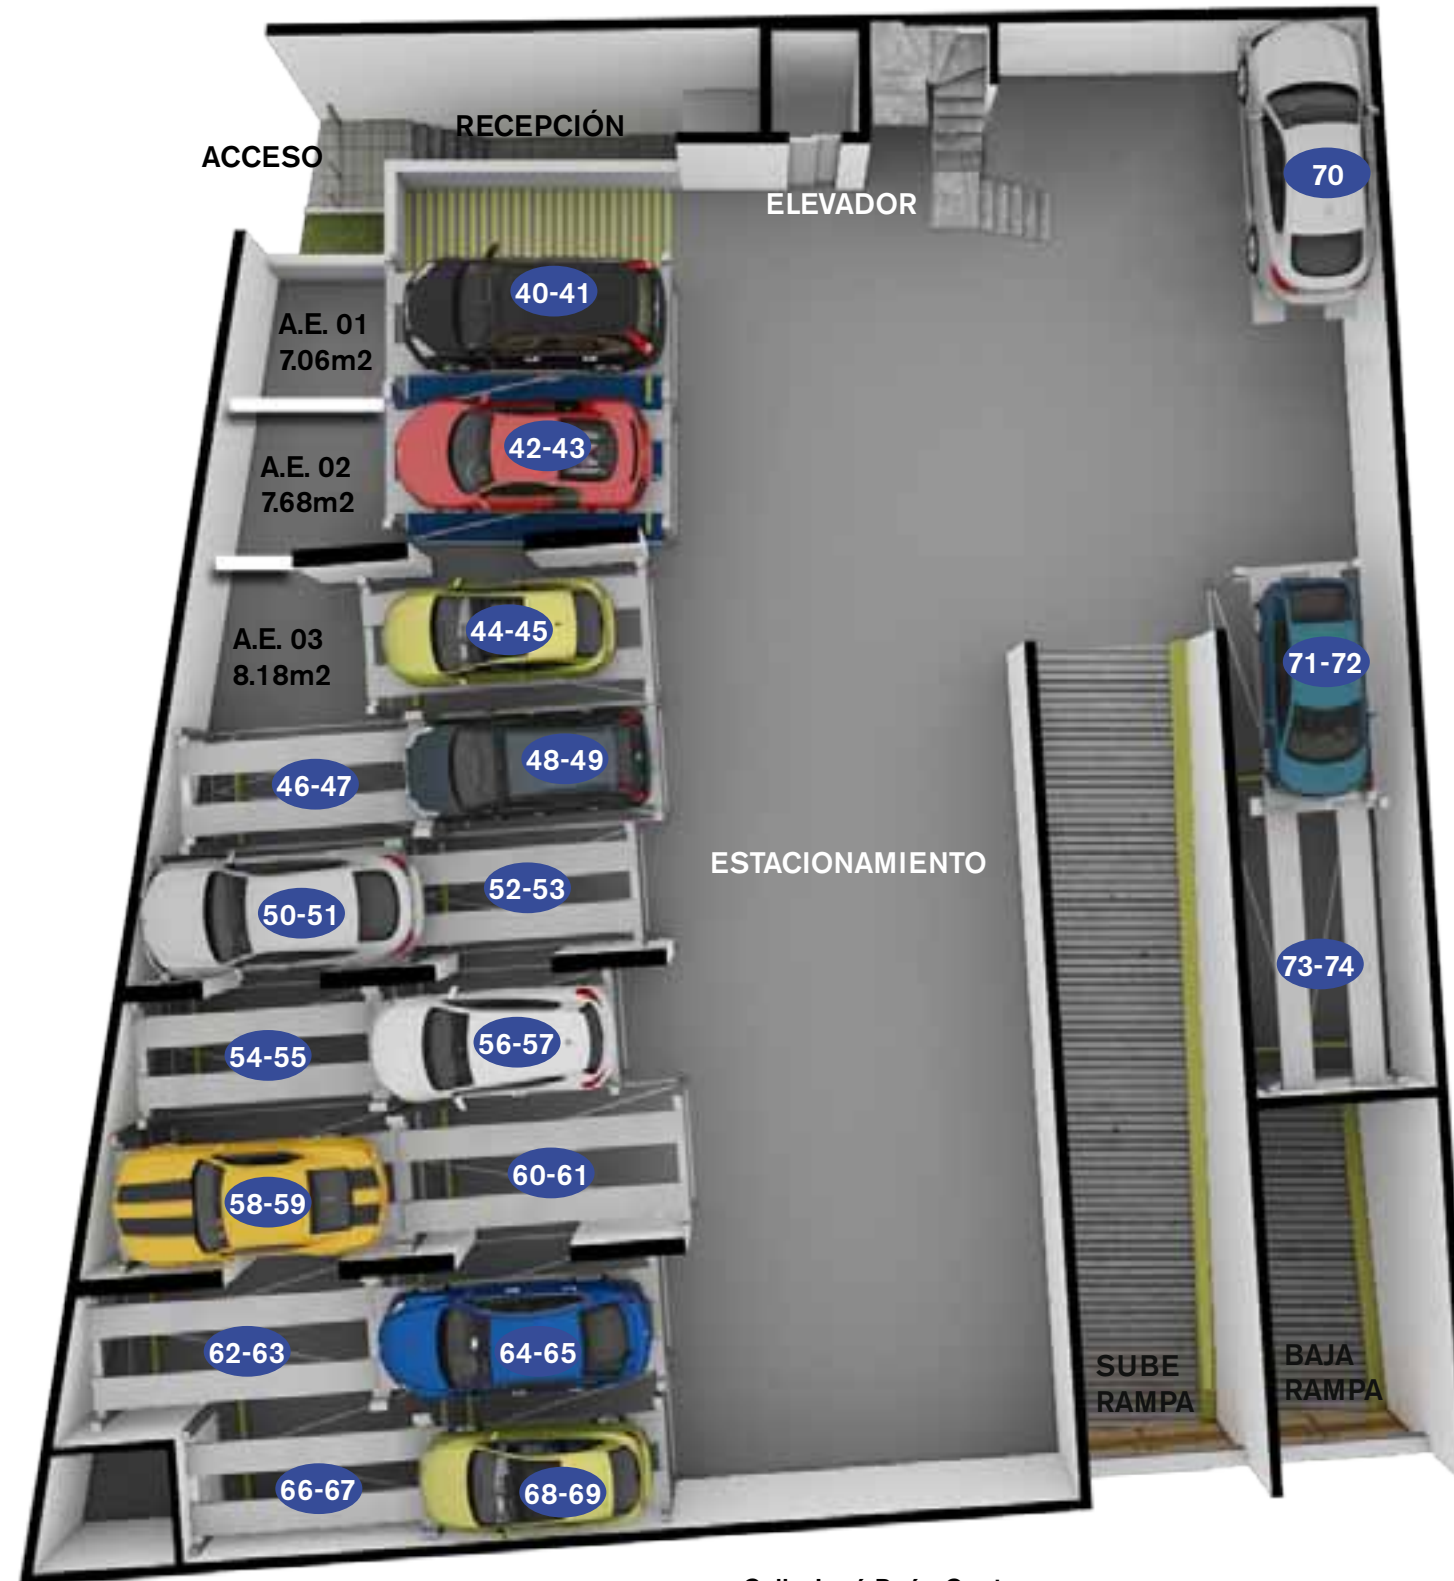 RECEPCIÓN
ACCESO
70
ELEVADOR
40-41
A.E. 01
7.06m2
42-43
A.E. 02
7.68m2
44-45
A.E. 03
8.18m2
71-72
48-49
46-47
ESTACIONAMIENTO
52-53
50-51
73-74
56-57
54-55
60-61
58-59
62-63
64-65
SUBE
RAMPA
BAJA
RAMPA
66-67
68-69